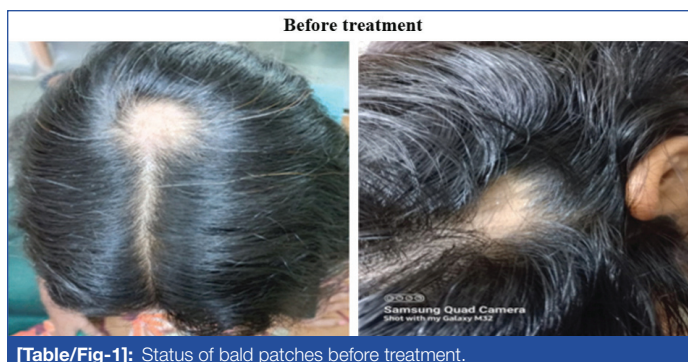 Before treatment
Samsung Quad Camera
Shot with my Galaxy M32
[Table/Fig-1]: Status of bald patches before treatment.